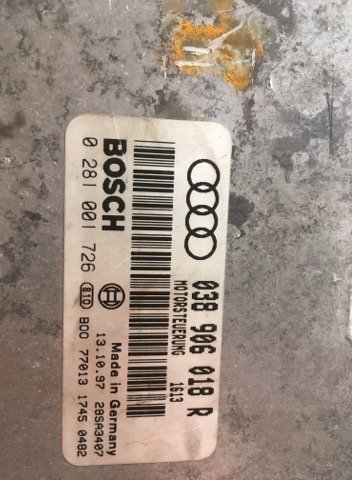 038 906 018 R
MOTORSTEUERUNG 1613
BOSCH
0 281 001 726
Made in Germany
13.10.97 28SA3407
B00 77013 1745 0482